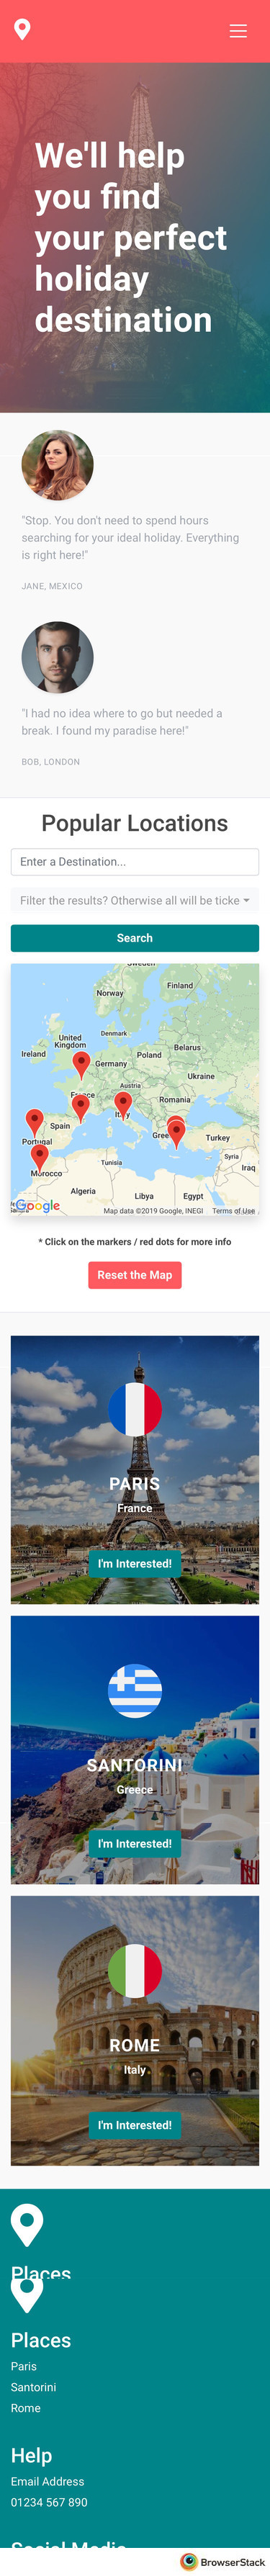 We'll help
you find
your perfect
holiday
destination
"Stop. You don't need to spend hours
searching for your ideal holiday. Everything
is right here!"
JANE, MEXICO
"I had no idea where to go but needed a
break. I found my paradise here!"
BOB, LONDON
Popular Locations
Enter a Destination...
Filter the results? Otherwise all will be ticke
Search
Sweden
Finland
Norway
Denmark
United
Kingdom
Ireland
Belarus
Poland
Germany
Ukraine
Austria
France
Romania
Italy
Spain
Portugal
Greece
Turkey
Syria
Tunisia
Iraq
Morocco
Algeria
Libya
Egypt
Google
Map data ©2019 Google, INEGI
Terms of Use
* Click on the markers / red dots for more info
Reset the Map
PARIS
France
I'm Interested!
SANTORINI
Greece
I'm Interested!
ROME
Italy
I'm Interested!
Places
Places
Paris
Santorini
Rome
Help
Email Address
01234 567 890
Social Media
BrowserStack